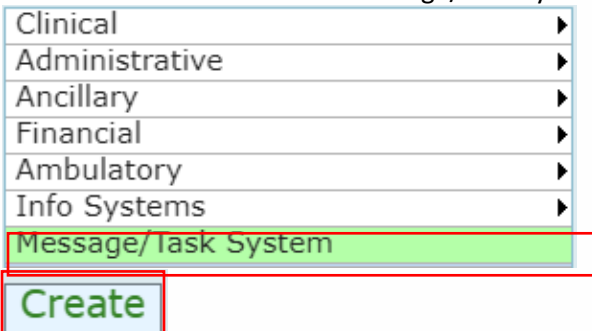 Clinical
Administrative
Ancillary
Financial
Ambulatory
Info Systems
Message/Task System
Create